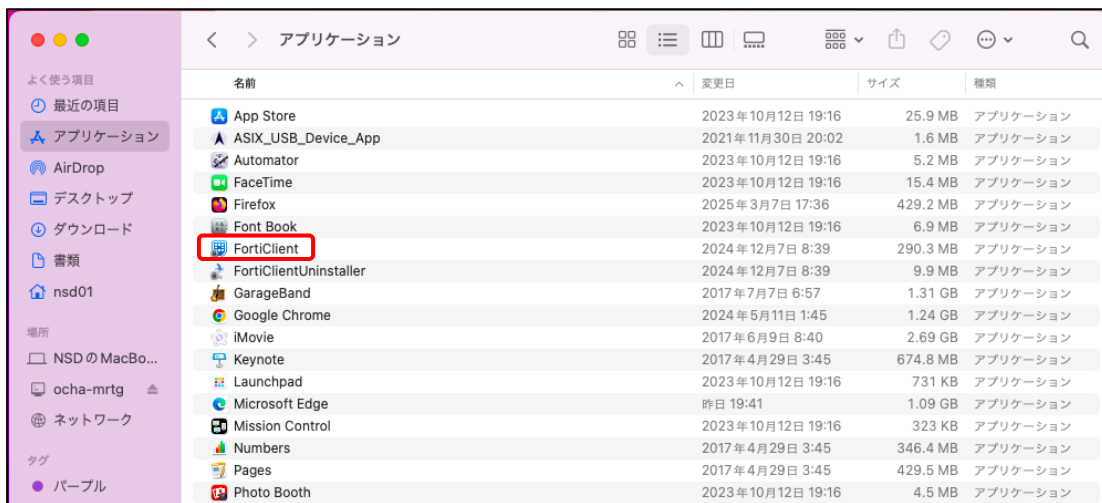 アプリケーション
よく使う項目
最近の項目
アプリケーション
AirDrop
デスクトップ
ダウンロード
書類
nsd01
場所
NSDのMacBo...
ocha-mrtg
ネットワーク
タグ
パープル
名前 変更日 サイズ 種類
App Store 2023年10月12日 19:16 25.9 MB アプリケーション
ASIX_USB_Device_App 2021年11月30日 20:02 1.6 MB アプリケーション
Automator 2023年10月12日 19:16 5.2 MB アプリケーション
FaceTime 2023年10月12日 19:16 15.4 MB アプリケーション
Firefox 2025年3月7日 17:36 429.2 MB アプリケーション
Font Book 2023年10月12日 19:16 6.9 MB アプリケーション
FortiClient 2024年12月7日 8:39 290.3 MB アプリケーション
FortiClientUninstaller 2024年12月7日 8:39 9.9 MB アプリケーション
GarageBand 2017年7月7日 6:57 1.31 GB アプリケーション
Google Chrome 2024年5月11日 1:45 1.24 GB アプリケーション
iMovie 2017年6月9日 8:40 2.69 GB アプリケーション
Keynote 2017年4月29日 3:45 674.8 MB アプリケーション
Launchpad 2023年10月12日 19:16 731 KB アプリケーション
Microsoft Edge 昨日 19:41 1.09 GB アプリケーション
Mission Control 2023年10月12日 19:16 323 KB アプリケーション
Numbers 2017年4月29日 3:45 346.4 MB アプリケーション
Pages 2017年4月29日 3:45 429.5 MB アプリケーション
Photo Booth 2023年10月12日 19:16 4.5 MB アプリケーション